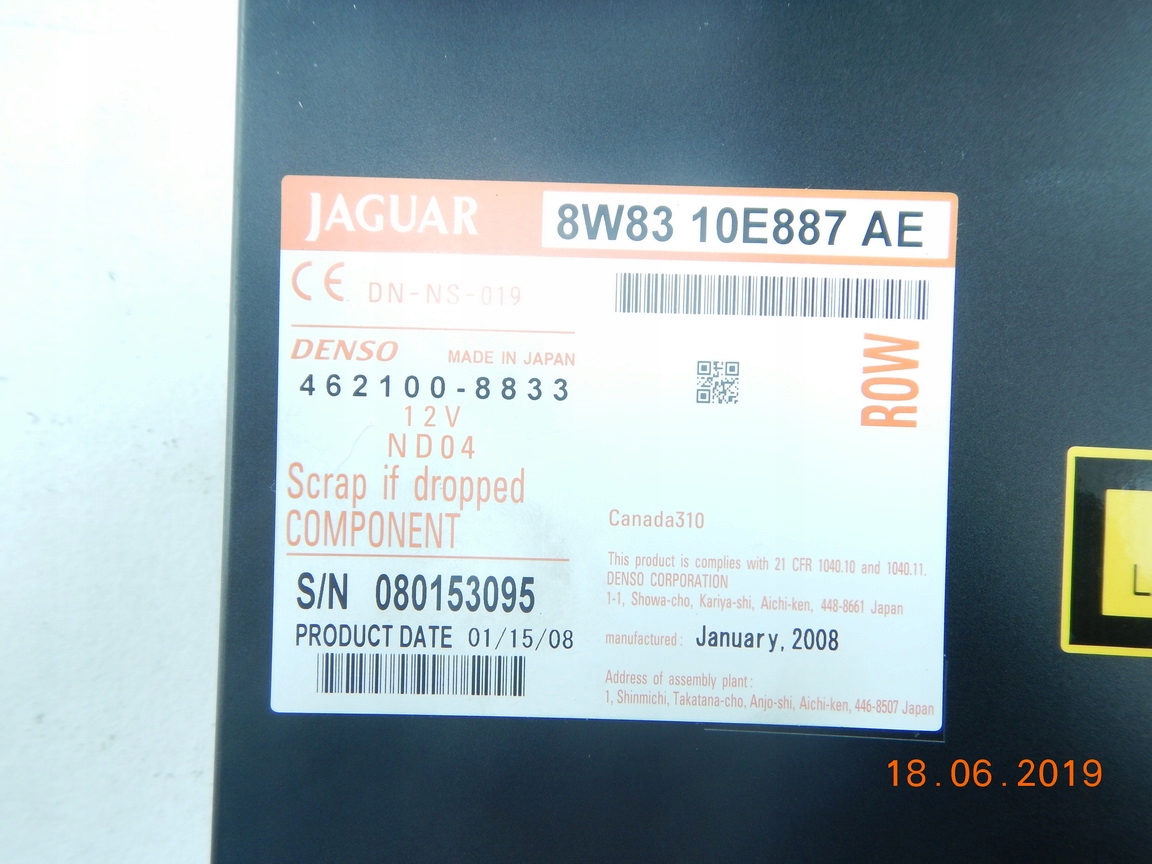 JAGUAR 8W83 10E887 AE
CE DN-NS-019
DENSO MADE IN JAPAN
462100-8833
12V
ND04
Scrap if dropped
COMPONENT
S/N 080153095
PRODUCT DATE 01/15/08
ROW
Canada310
This product is complies with 21 CFR 1040.10 and 1040.11.
DENSO CORPORATION
1-1, Showa-cho, Kariya-shi, Aichi-ken, 448-8661 Japan
manufactured: January, 2008
Address of assembly plant:
1, Shinmichi, Takatana-cho, Anjo-shi, Aichi-ken, 446-8507 Japan
18.06.2019